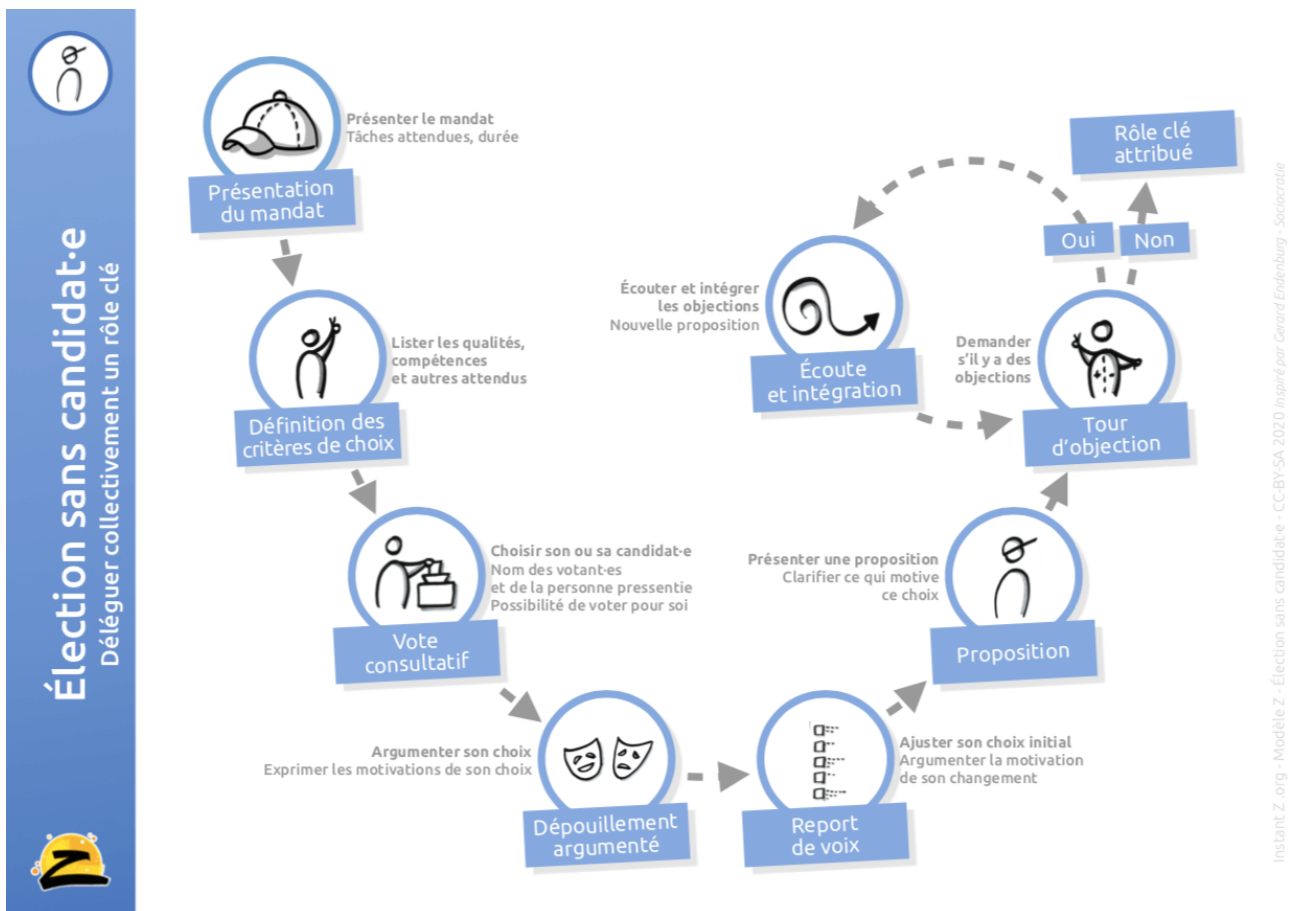 Élection sans candidat·e
Déléguer collectivement un rôle clé
Z
Présentation
du mandat
Présenter le mandat
Tâches attendues, durée
Définition des
critères de choix
Lister les qualités,
compétences
et autres attendus
Vote
consultatif
Choisir son ou sa candidat·e
Nom des votant·es
et de la personne pressentie
Possibilité de voter pour soi
Dépouillement
argumenté
Argumenter son choix
Exprimer les motivations de son choix
Report
de voix
Ajuster son choix initial
Argumenter la motivation
de son changement
Proposition
Présenter une proposition
Clarifier ce qui motive
ce choix
Tour
d'objection
Demander
s'il y a des
objections
Oui
Non
Écoute
et intégration
Écouter et intégrer
les objections
Nouvelle proposition
Rôle clé
attribué
Instant Z .org - Modèle Z - Élection sans candidat·e - CC-BY-SA 2020 Inspiré par Gerard Endenburg - Sociocratie